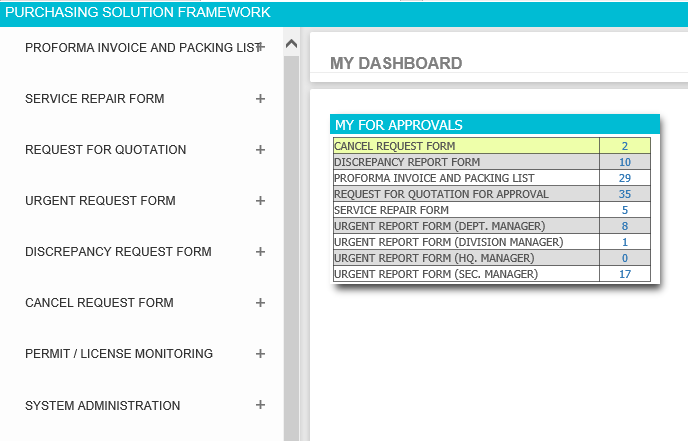 PURCHASING SOLUTION FRAMEWORK
PROFORMA INVOICE AND PACKING LIST +
SERVICE REPAIR FORM +
REQUEST FOR QUOTATION +
URGENT REQUEST FORM +
DISCREPANCY REQUEST FORM +
CANCEL REQUEST FORM +
PERMIT / LICENSE MONITORING +
SYSTEM ADMINISTRATION +
MY DASHBOARD
MY FOR APPROVALS
CANCEL REQUEST FORM 2
DISCREPANCY REPORT FORM 10
PROFORMA INVOICE AND PACKING LIST 29
REQUEST FOR QUOTATION FOR APPROVAL 35
SERVICE REPAIR FORM 5
URGENT REPORT FORM (DEPT. MANAGER) 8
URGENT REPORT FORM (DIVISION MANAGER) 1
URGENT REPORT FORM (HQ. MANAGER) 0
URGENT REPORT FORM (SEC. MANAGER) 17